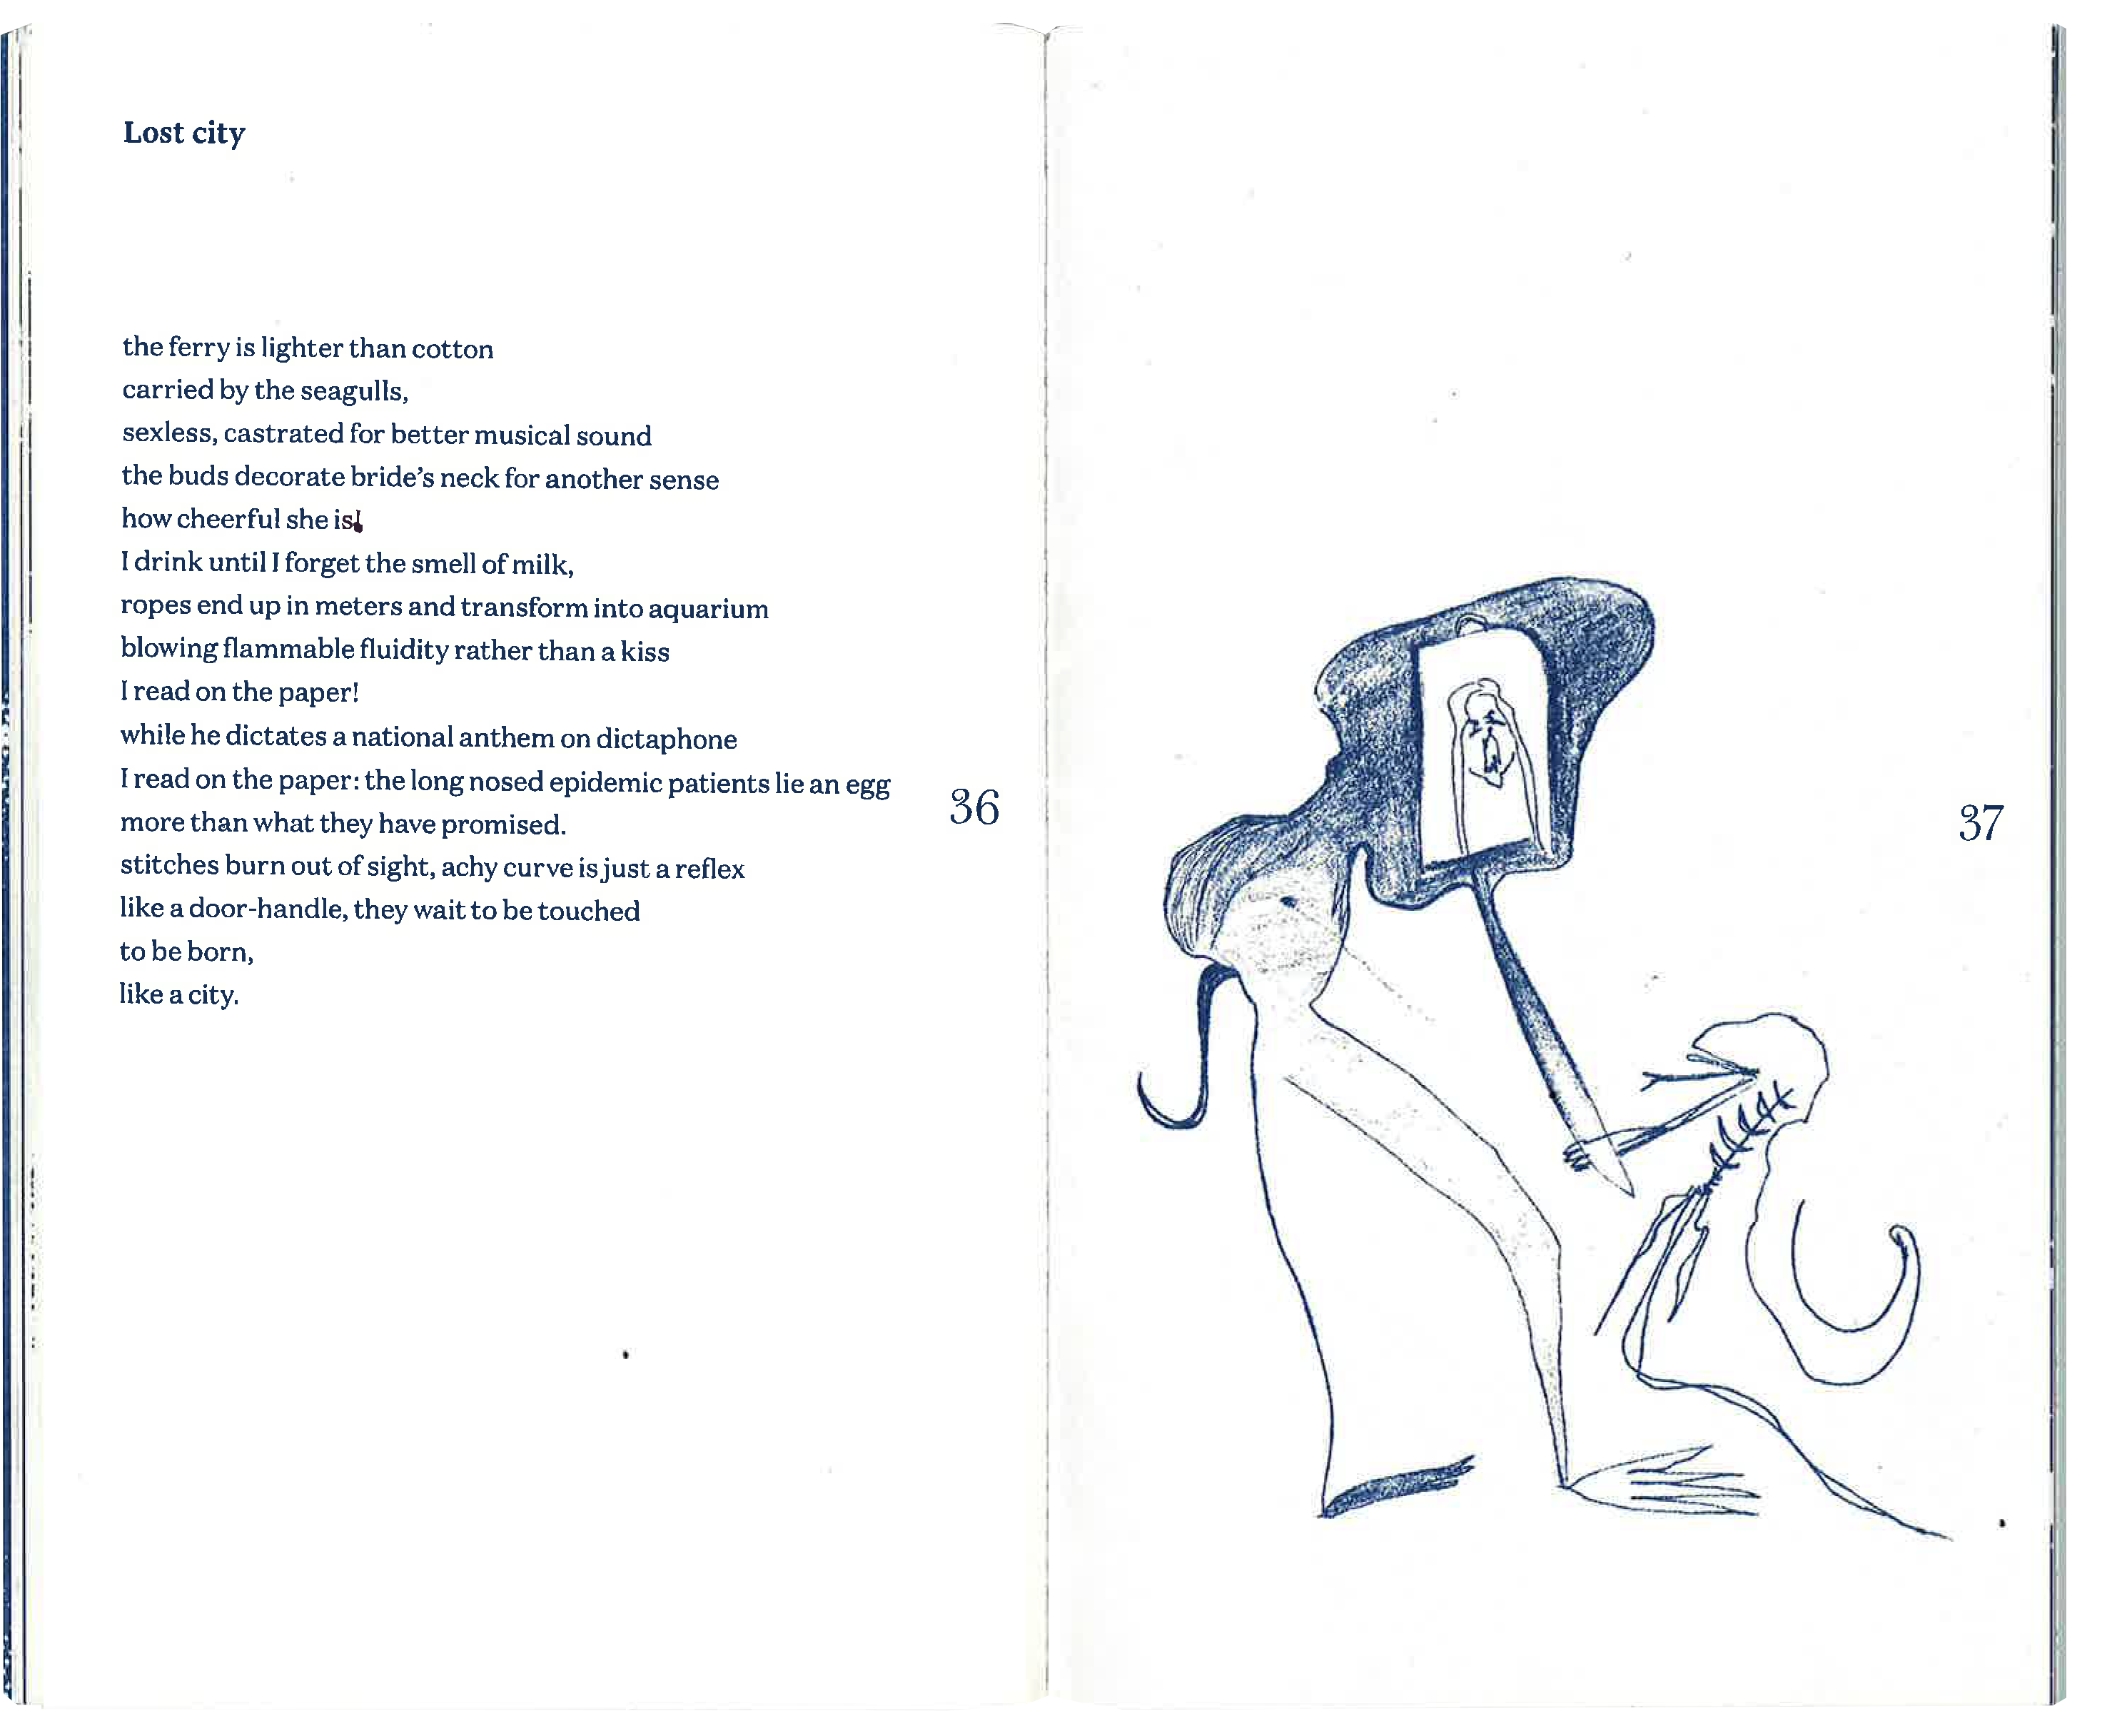 Lost city
the ferry is lighter than cotton
carried by the seagulls,
sexless, castrated for better musical sound
the buds decorate bride's neck for another sense
how cheerful she is!
I drink until I forget the smell of milk,
ropes end up in meters and transform into aquarium
blowing flammable fluidity rather than a kiss
I read on the paper!
while he dictates a national anthem on dictaphone
I read on the paper: the long nosed epidemic patients lie an egg
more than what they have promised.
stitches burn out of sight, achy curve is just a reflex
like a door-handle, they wait to be touched
to be born,
like a city.
36
37